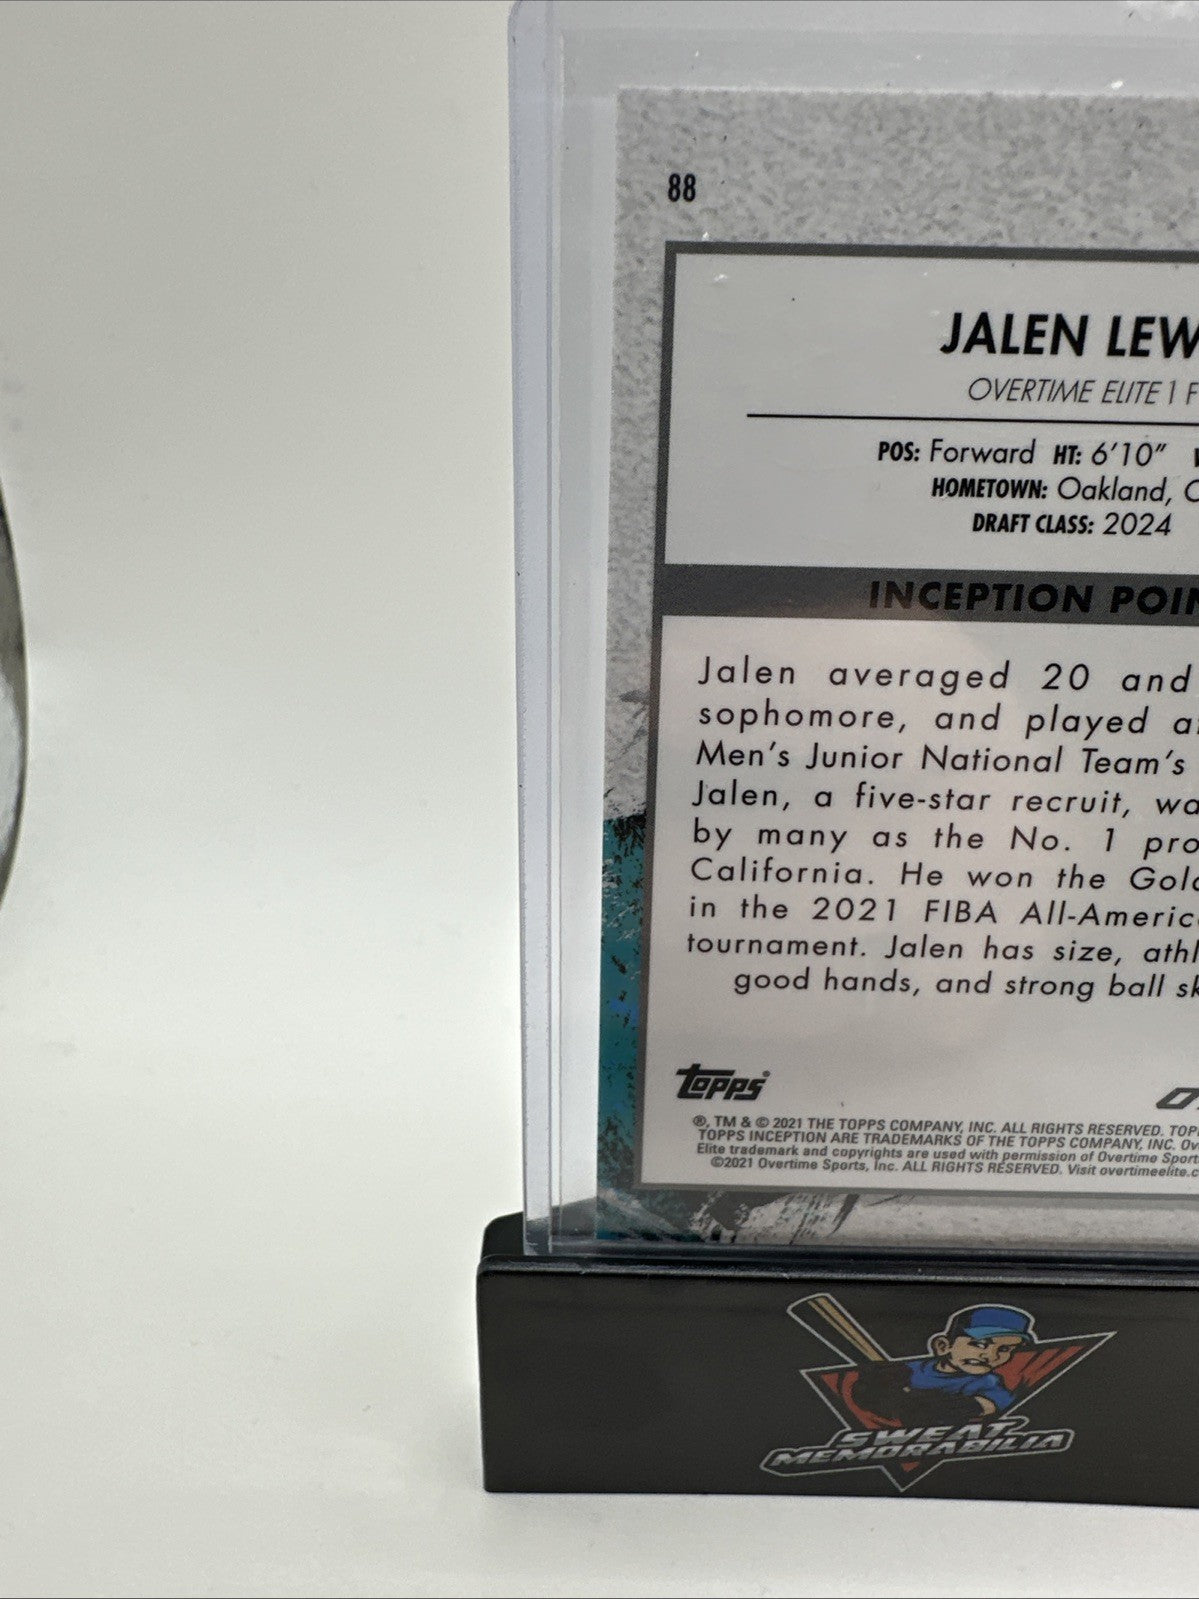 88
JALEN LEW
OVERTIME ELITE | F
POS: Forward HT: 6'10"
HOMETOWN: Oakland, C
DRAFT CLASS: 2024
INCEPTION POIN
Jalen averaged 20 and
sophomore, and played a
Men's Junior National Team's
Jalen, a five-star recruit, wa
by many as the No. 1 pro
California. He won the Gold
in the 2021 FIBA All-Americ
tournament. Jalen has size, athl
good hands, and strong ball sk
TOPPS
®, TM & © 2021 THE TOPPS COMPANY, INC. ALL RIGHTS RESERVED. TOP
TOPPS INCEPTION ARE TRADEMARKS OF THE TOPPS COMPANY, INC. Ov
Elite trademark and copyrights are used with permission of Overtime Sport
©2021 Overtime Sports, Inc. ALL RIGHTS RESERVED. Visit overtimeelite.c
SWEAT
MEMORABILIA